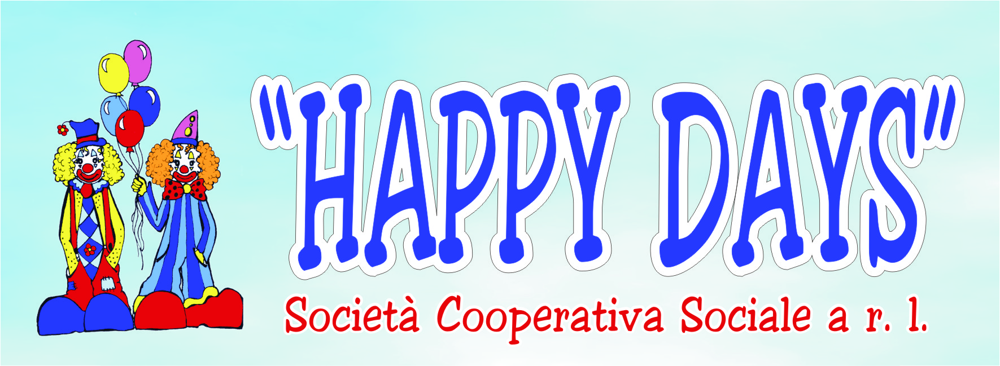 "HAPPY DAYS"
Società Cooperativa Sociale a r. l.